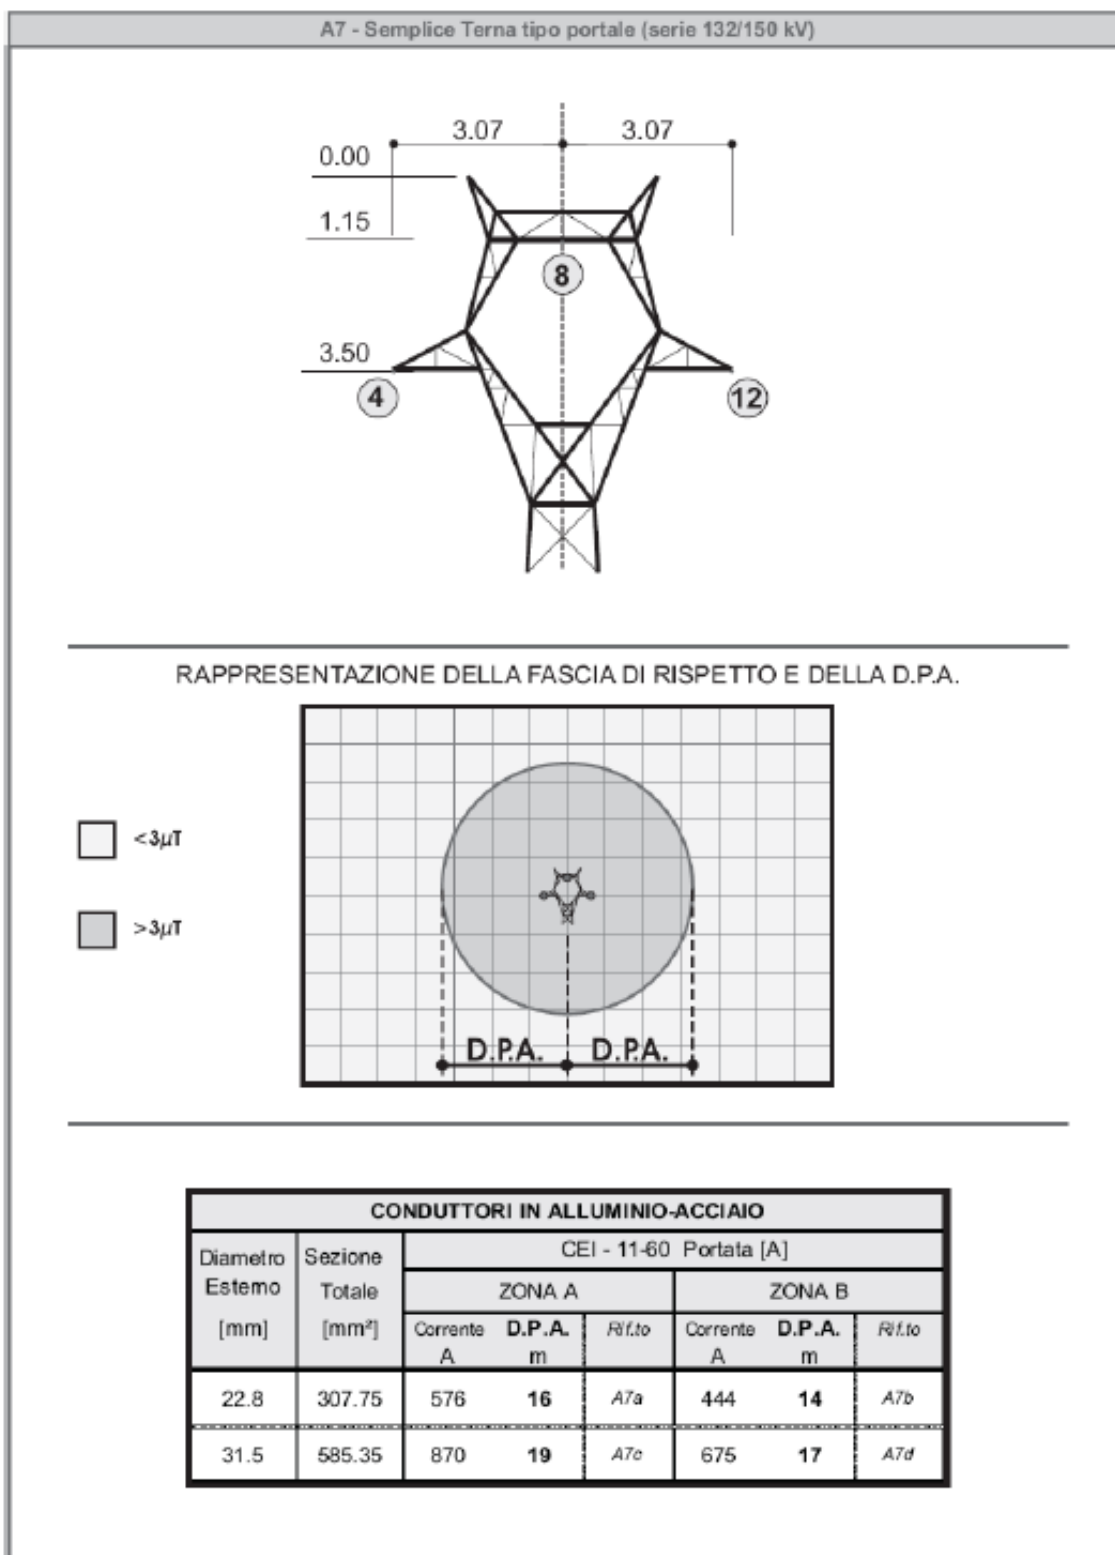 A7 - Semplice Terna tipo portale (serie 132/150 kV)
3.07 3.07
0.00
1.15
8
3.50
4 12
RAPPRESENTAZIONE DELLA FASCIA DI RISPETTO E DELLA D.P.A.
<3μT
>3μT
D.P.A. D.P.A.
CONDUTTORI IN ALLUMINIO-ACCIAIO
Diametro Esterno [mm] Sezione Totale [mm²] CEI - 11-60 Portata [A]
ZONA A ZONA B
Corrente A D.P.A. m Rif.to Corrente A D.P.A. m Rif.to
22.8 307.75 576 16 A7a 444 14 A7b
31.5 585.35 870 19 A7c 675 17 A7d